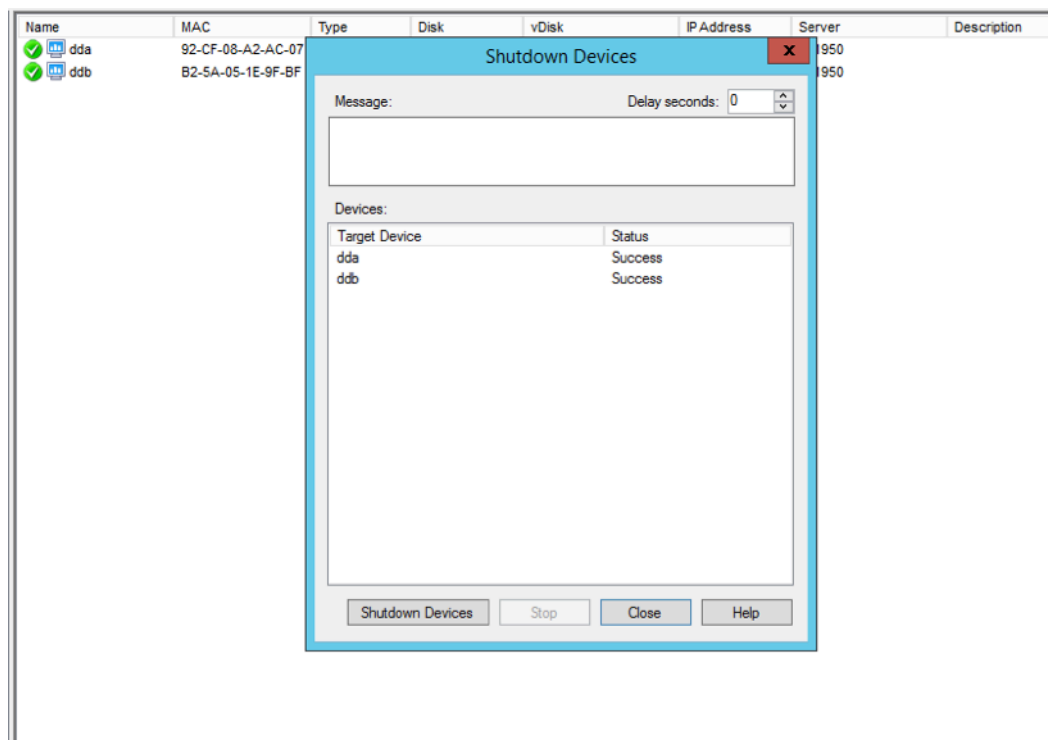 Name MAC Type Disk vDisk IP Address Server Description
dda 92-CF-08-A2-AC-07 1950
ddb B2-5A-05-1E-9F-BF 1950
Shutdown Devices x
Message: Delay seconds: 0
Devices:
Target Device Status
dda Success
ddb Success
Shutdown Devices Stop Close Help